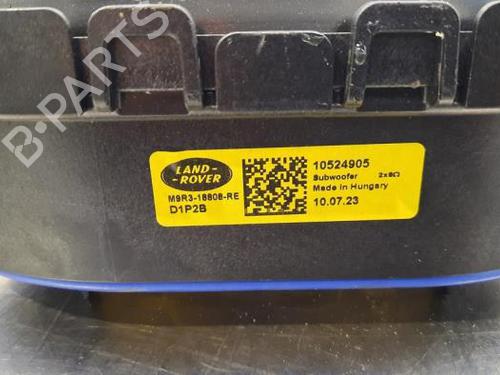 B-PARTS
LAND-
-ROVER
M9R3-18808-RE
D1P2B
10524905
Subwoofer 2x8Ω
Made in Hungary
10.07.23